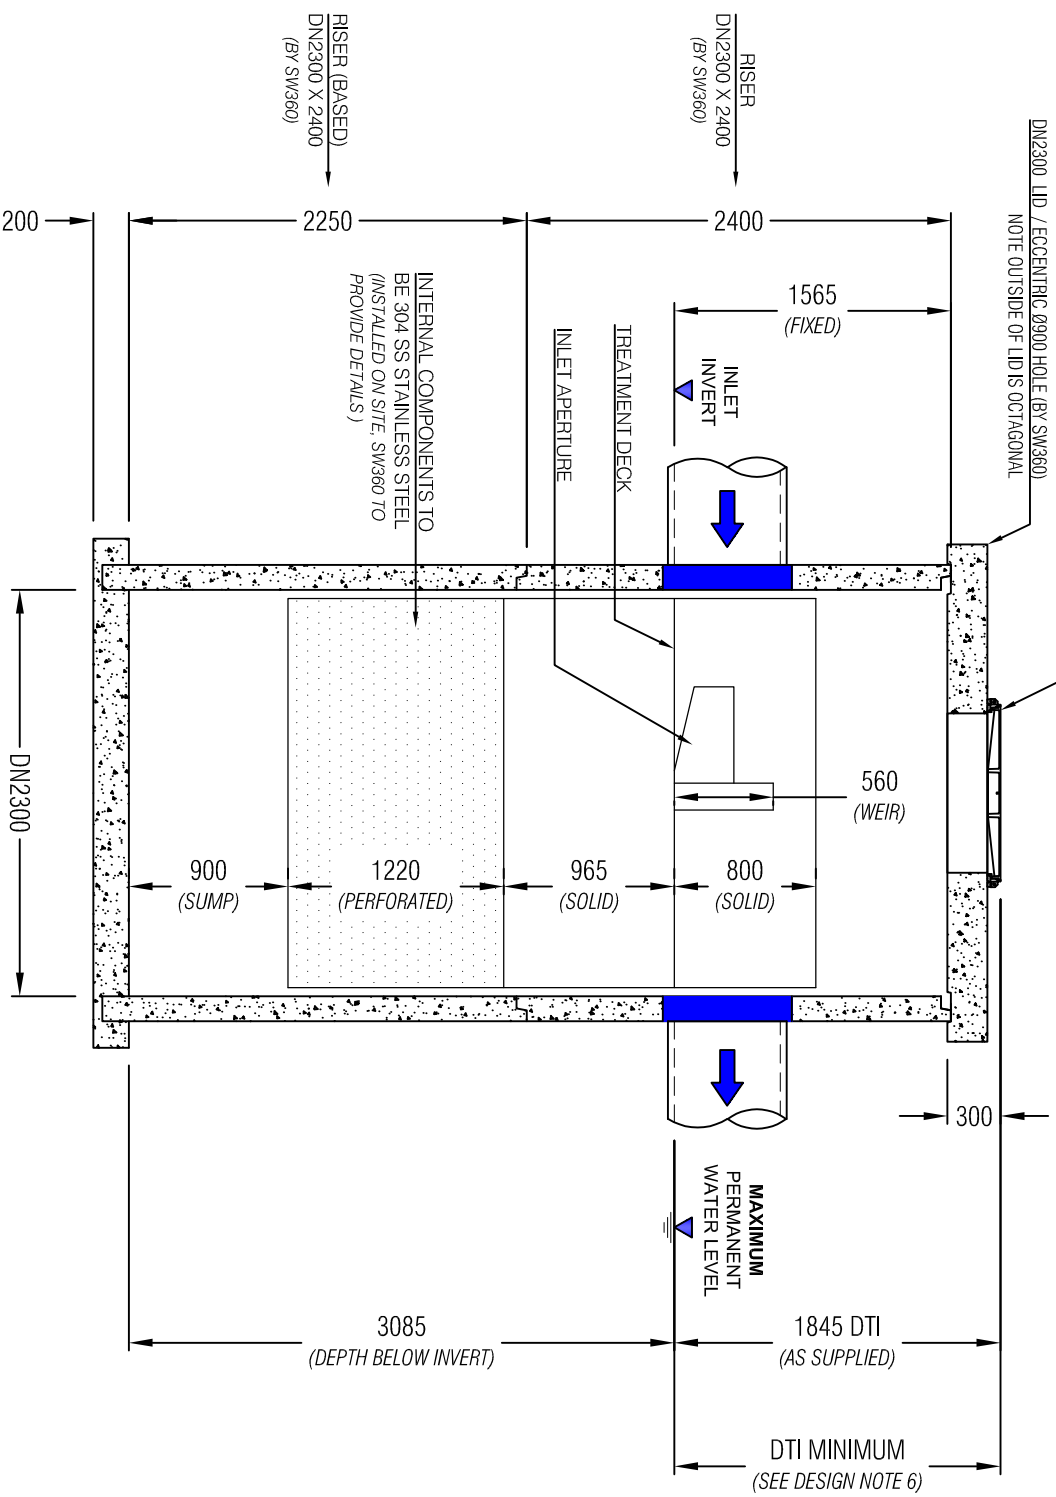 DN2300 LID / ECCENTRIC Ø900 HOLE (BY SW360)
NOTE OUTSIDE OF LID IS OCTAGONAL
RISER
DN2300 X 2400
(BY SW360)
RISER (BASED)
DN2300 X 2400
(BY SW360)
2400
2250
200
1565
(FIXED)
INLET
INVERT
TREATMENT DECK
INLET APERTURE
INTERNAL COMPONENTS TO
BE 304 SS STAINLESS STEEL
(INSTALLED ON SITE, SW360 TO
PROVIDE DETAILS )
560
(WEIR)
800
(SOLID)
965
(SOLID)
1220
(PERFORATED)
900
(SUMP)
DN2300
300
MAXIMUM
PERMANENT
WATER LEVEL
1845 DTI
(AS SUPPLIED)
3085
(DEPTH BELOW INVERT)
DTI MINIMUM
(SEE DESIGN NOTE 6)